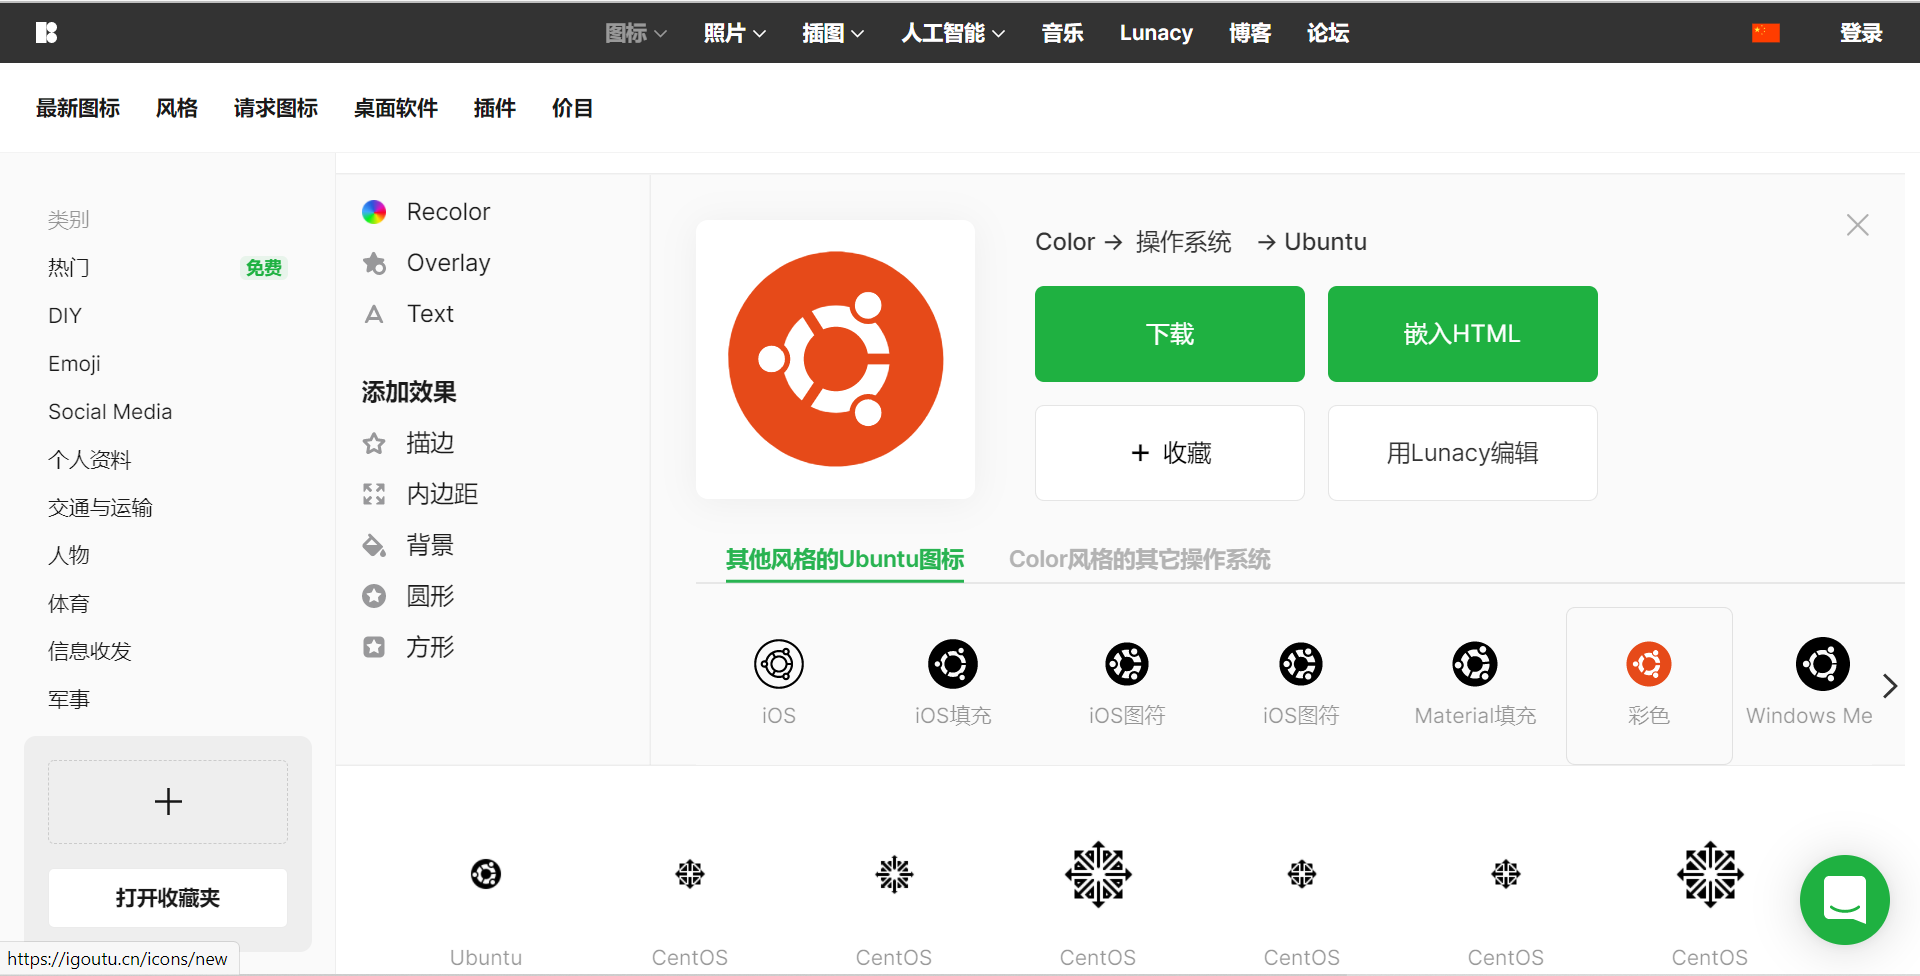 图标
照片
插图
人工智能
音乐
Lunacy
博客
论坛
登录
最新图标
风格
请求图标
桌面软件
插件
价目
类别
热门
免费
DIY
Emoji
Social Media
个人资料
交通与运输
人物
体育
信息收发
军事
打开收藏夹
https://igoutu.cn/icons/new
Recolor
Overlay
Text
添加效果
描边
内边距
背景
圆形
方形
Color → 操作系统 → Ubuntu
下载
嵌入HTML
+ 收藏
用Lunacy编辑
其他风格的Ubuntu图标
Color风格的其它操作系统
iOS
iOS填充
iOS图符
iOS图符
Material填充
彩色
Windows Me
Ubuntu
CentOS
CentOS
CentOS
CentOS
CentOS
CentOS